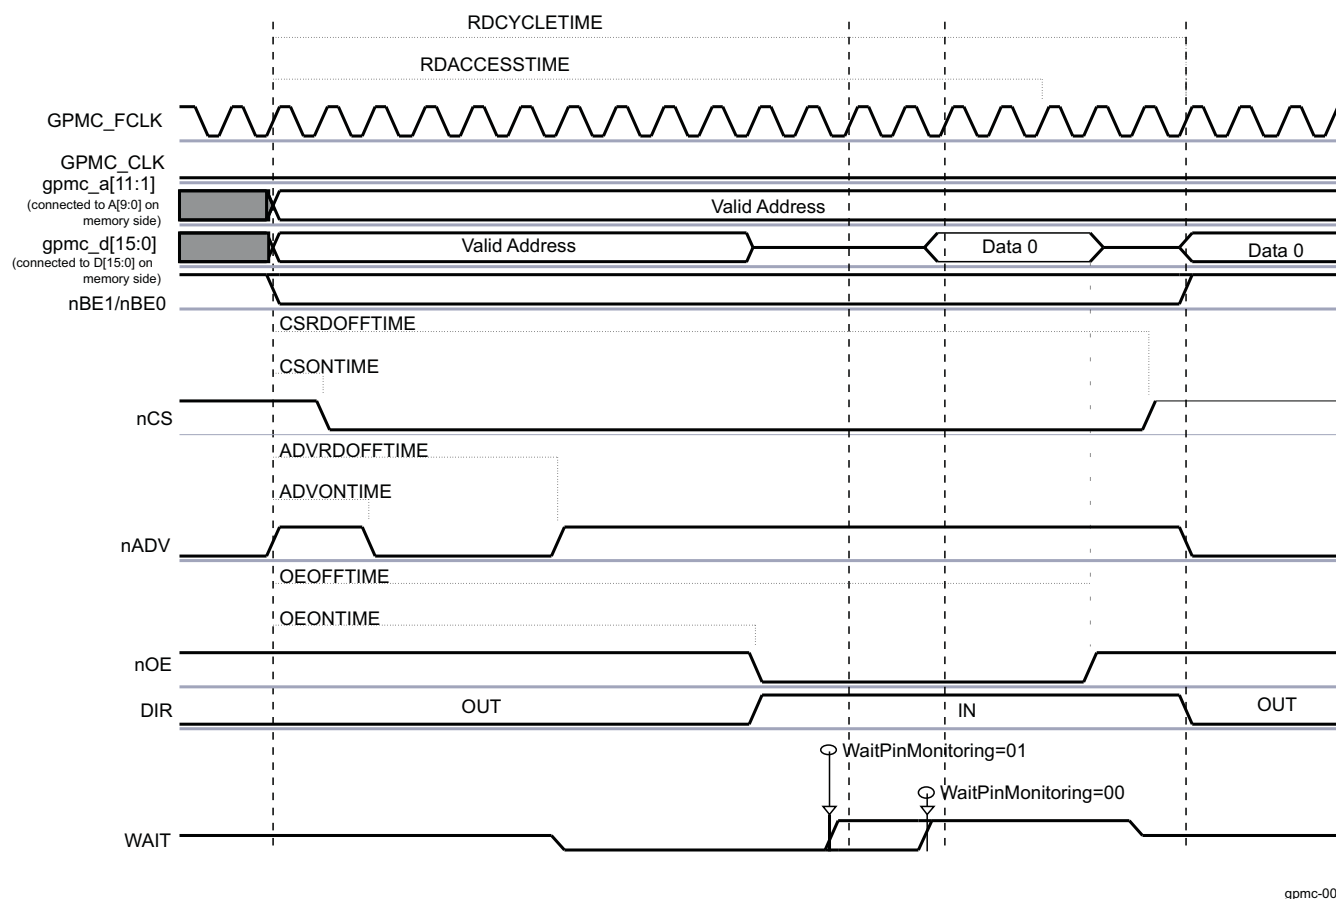 RDCYCLETIME
RDACCESSTIME
GPMC_FCLK
GPMC_CLK
gpmc_a[11:1]
(connected to A[9:0] on
memory side)
Valid Address
gpmc_d[15:0]
(connected to D[15:0] on
memory side)
Valid Address
Data 0
Data 0
nBE1/nBE0
CSRDOFFTIME
CSONTIME
nCS
ADVRDOFFTIME
ADVONTIME
nADV
OEOFFTIME
OEONTIME
nOE
DIR
OUT
IN
OUT
WaitPinMonitoring=01
WaitPinMonitoring=00
WAIT
gpmc-00